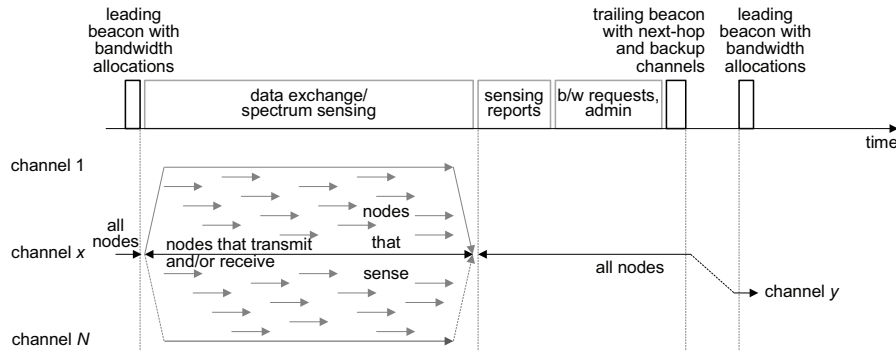 leading
beacon with
bandwidth
allocations
trailing beacon
with next-hop
and backup
channels
leading
beacon with
bandwidth
allocations
data exchange/
spectrum sensing
sensing
reports
b/w requests,
admin
time
channel 1
nodes
all
nodes
channel x
nodes that transmit
and/or receive
that
all nodes
sense
channel y
channel N